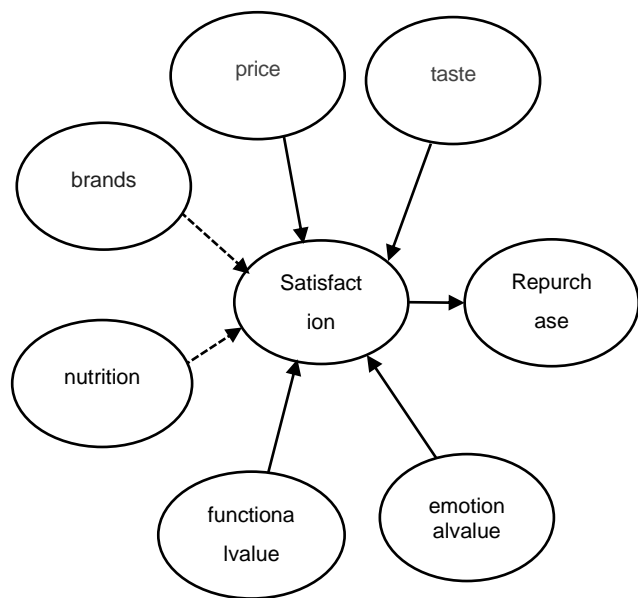 price
taste
brands
Satisfact
ion
Repurch
ase
nutrition
functiona
lvalue
emotion
alvalue